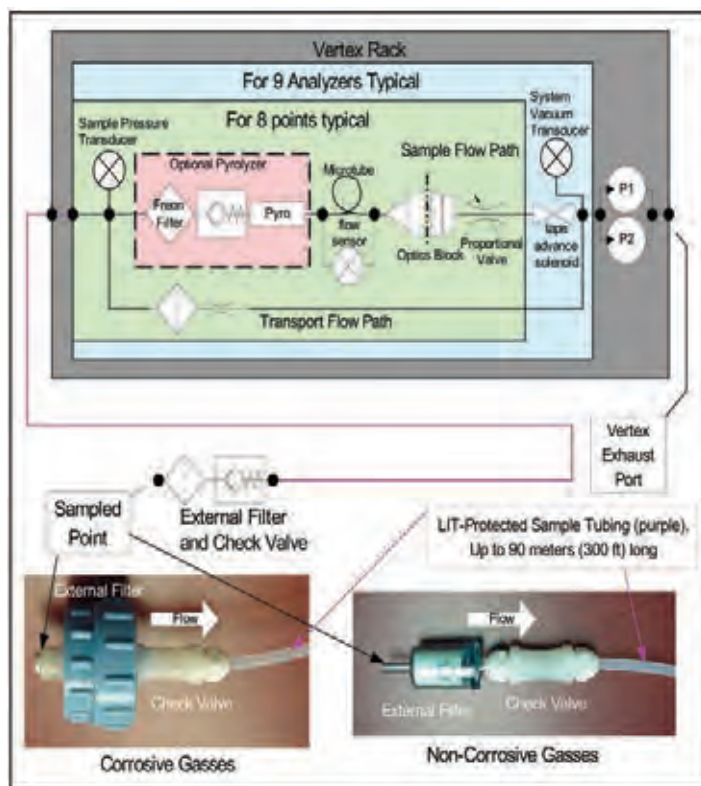 Vertex Rack
For 9 Analyzers Typical
System
Vacuum
Transducer
For 8 points typical
Sample Pressure
Transducer
Optional Pyrolyzer
Freon
Filter
Pyro
Microtube
flow
sensor
Sample Flow Path
Optics Block
Proportional
Valve
tape
advance
solenoid
P1
P2
Transport Flow Path
Vertex
Exhaust
Port
Sampled
Point
External Filter
and Check Valve
LIT-Protected Sample Tubing (purple).
Up to 90 meters (300 ft) long
External Filter
Flow
Check Valve
Corrosive Gasses
Flow
External Filter
Check Valve
Non-Corrosive Gasses